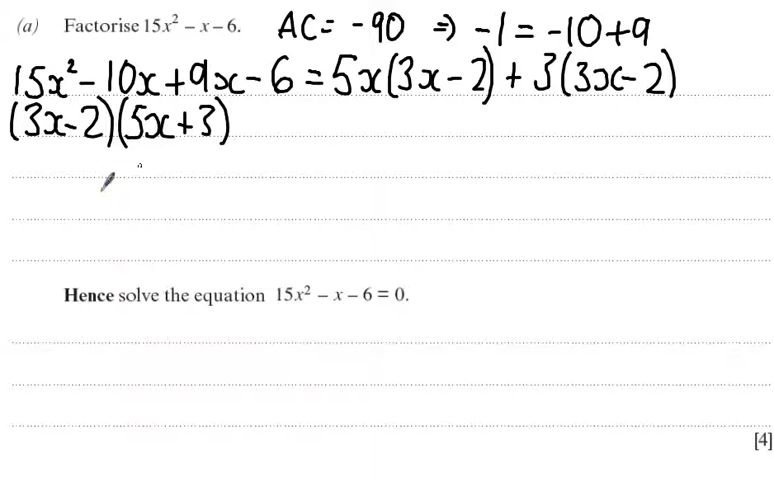 (a) Factorise 15x² − x − 6. AC = −90 ⇒ −1 = −10+9
15x² − 10x + 9x − 6 = 5x(3x − 2) + 3(3x − 2)
(3x − 2)(5x + 3)
Hence solve the equation 15x² − x − 6 = 0.
[4]